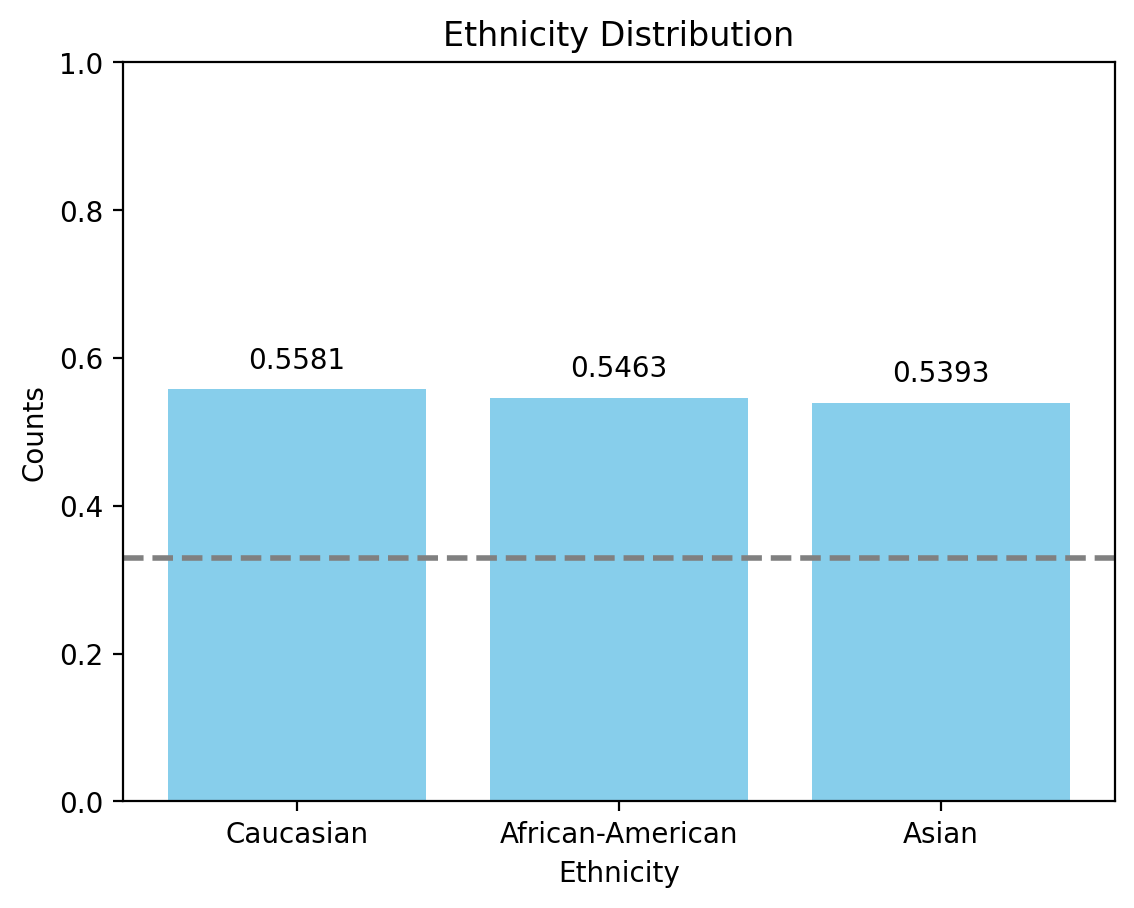 Ethnicity Distribution
1.0
0.8
0.6
0.4
0.2
0.0
Counts
0.5581
0.5463
0.5393
Caucasian
African-American
Asian
Ethnicity